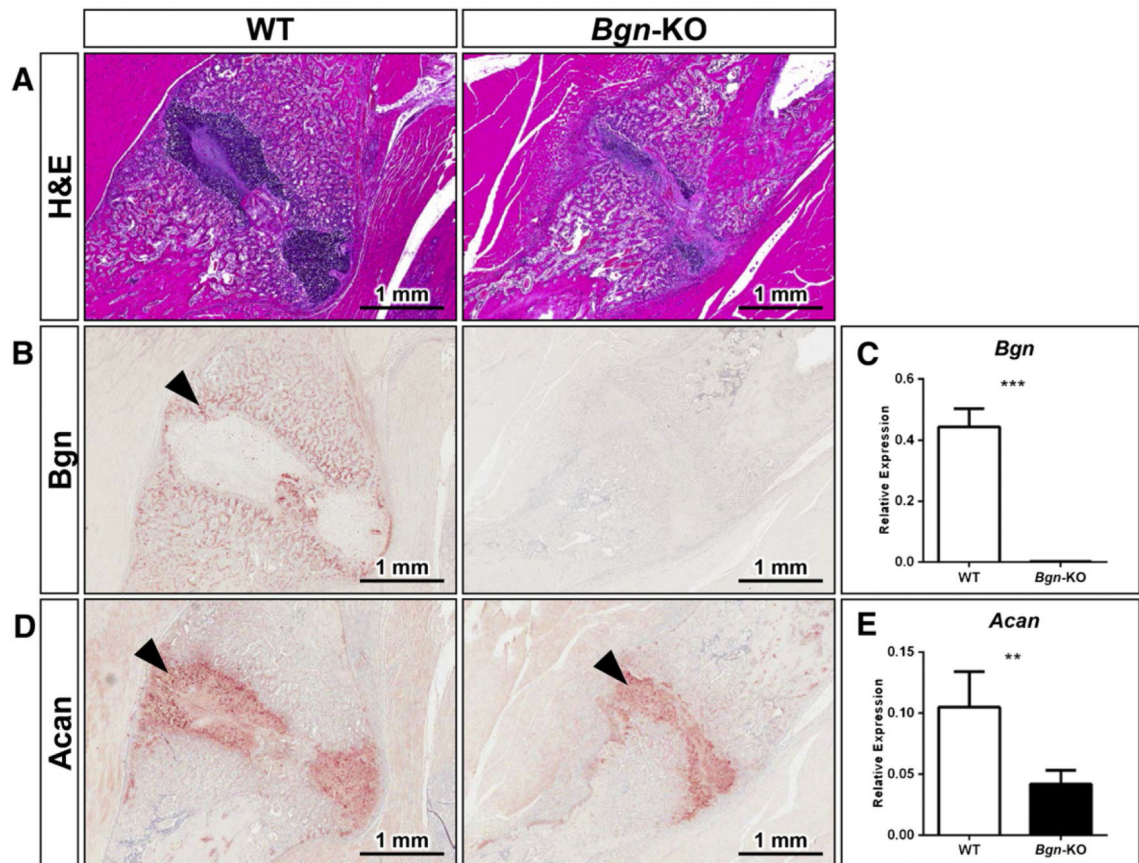 WT
Bgn-KO
A
H&E
1 mm
1 mm
B
Bgn
1 mm
1 mm
C
Bgn
***
Relative Expression
0.6
0.4
0.2
0.0
WT
Bgn-KO
D
Acan
1 mm
1 mm
E
Acan
**
Relative Expression
0.15
0.10
0.05
0.00
WT
Bgn-KO